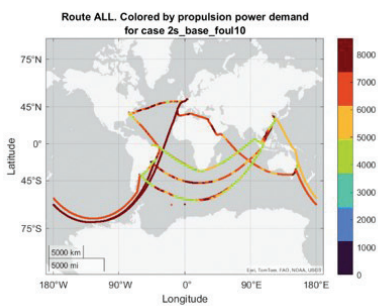 Route ALL. Colored by propulsion power demand
for case 2s_base_foul10
75°N
45°N
0°
45°S
75°S
Latitude
5000 km
5000 mi
Esri, TomTom, FAO, NOAA, USGS
180°W
90°W
0°
90°E
180°E
Longitude
8000
7000
6000
5000
4000
3000
2000
1000
0